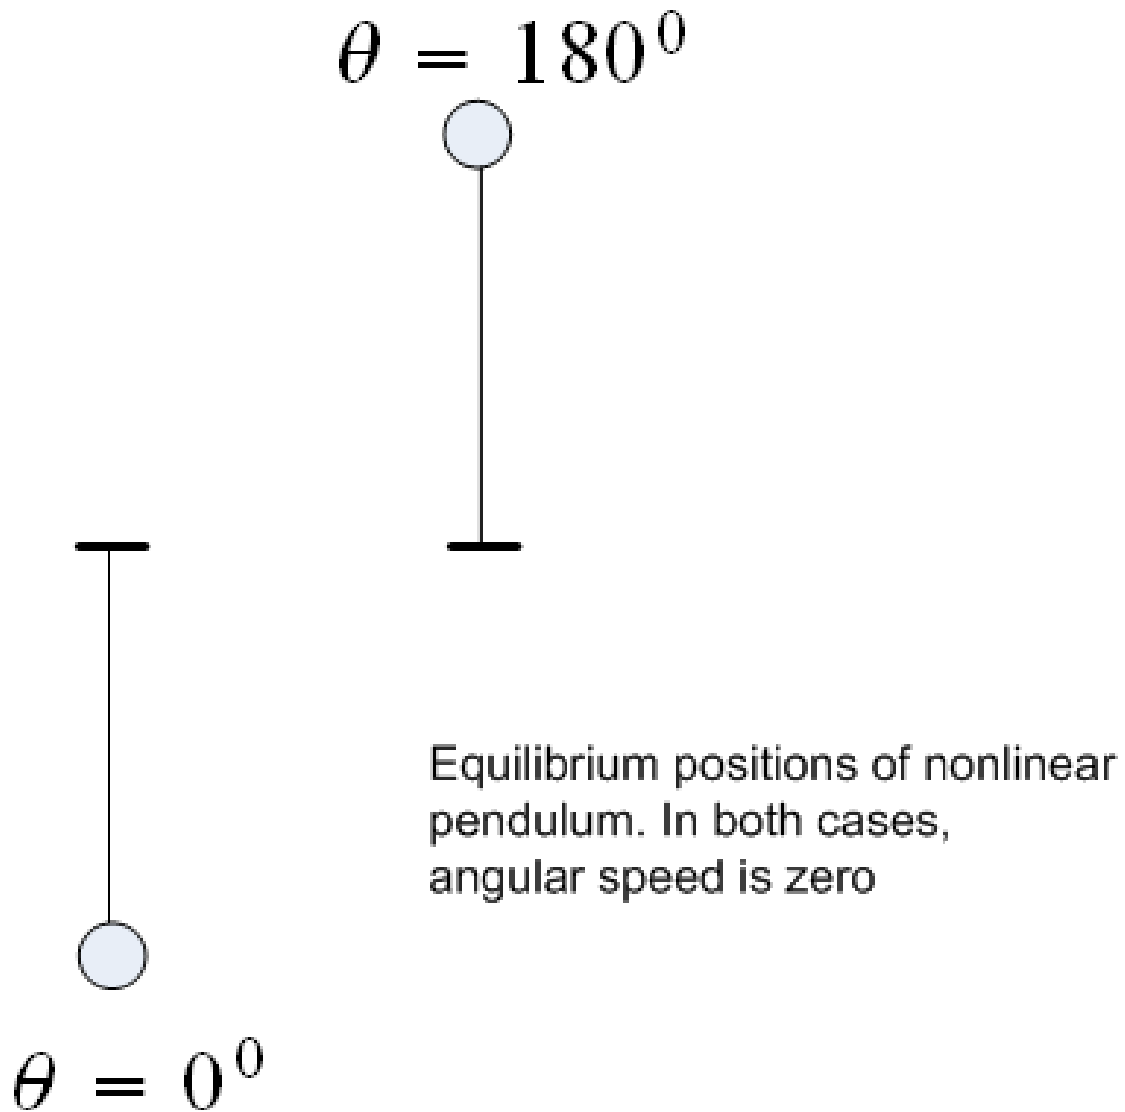 θ = 180⁰
Equilibrium positions of nonlinear
pendulum. In both cases,
angular speed is zero
θ = 0⁰